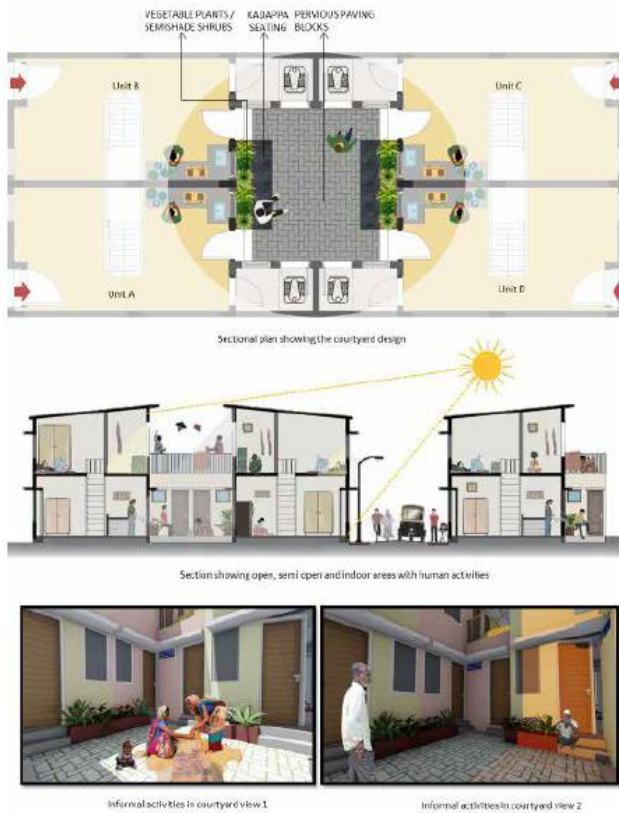 VEGETABLE PLANTS /
SEMISHADE SHRUBS
KADAPPA
SEATING
PERVIOUS PAVING
BLOCKS
Unit B
Unit C
Unit A
Unit D
Sectional plan showing the courtyard design
Section showing open, semi open and indoor areas with human activities
Informal activities in courtyard view 1
Informal activities in courtyard view 2